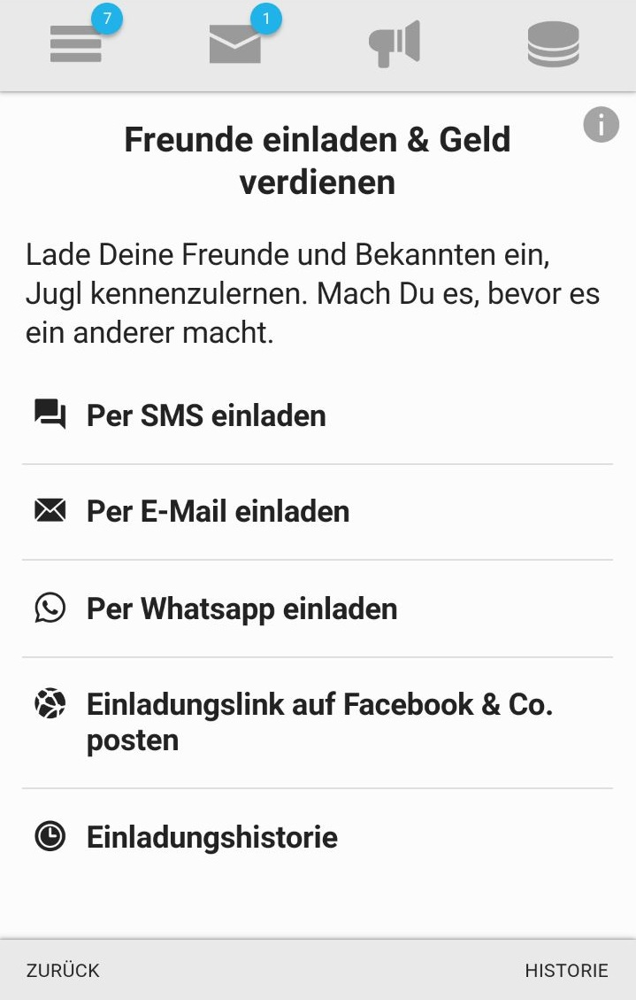 7
1
Freunde einladen & Geld
verdienen
Lade Deine Freunde und Bekannten ein,
Jugl kennenzulernen. Mach Du es, bevor es
ein anderer macht.
Per SMS einladen
Per E-Mail einladen
Per Whatsapp einladen
Einladungslink auf Facebook & Co.
posten
Einladungshistorie
ZURÜCK
HISTORIE